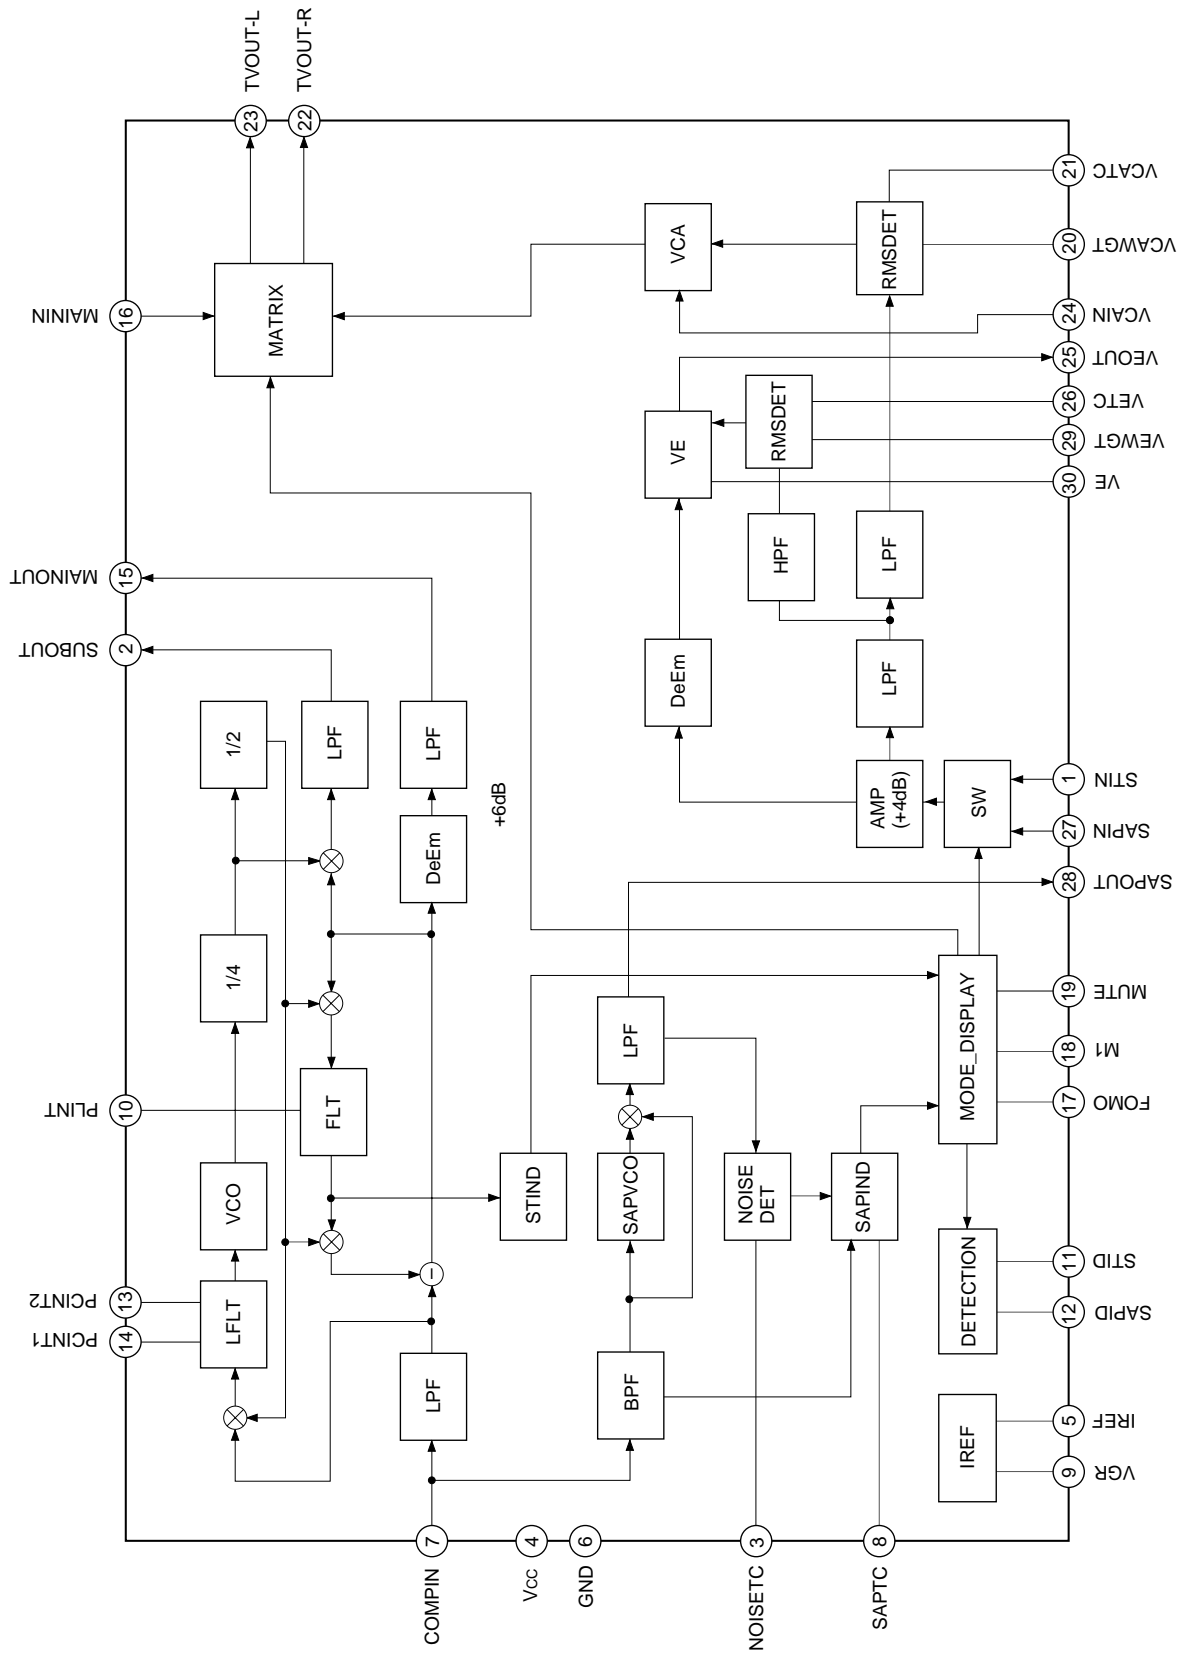 TVOUT-L
TVOUT-R
23
22
MAININ
16
MATRIX
VCA
RMSDET
21
VCATC
20
VCAWGT
24
VCAIN
25
VEOUT
26
VETC
29
VEWGT
30
VE
VE
RMSDET
HPF
LPF
MAINOUT
15
SUBOUT
2
DeEm
LPF
1/2
LPF
LPF
+6dB
DeEm
AMP
(+4dB)
SW
1
STIN
27
SAPIN
28
SAPOUT
1/4
LPF
MODE_DISPLAY
19
MUTE
18
M1
17
FOMO
PLINT
10
FLT
VCO
STIND
SAPVCO
NOISE
DET
SAPIND
PCINT2
13
PCINT1
14
LFLT
DETECTION
11
STID
12
SAPID
LPF
BPF
IREF
5
IREF
9
VGR
7
COMPIN
4
Vcc
6
GND
3
NOISETC
8
SAPTC